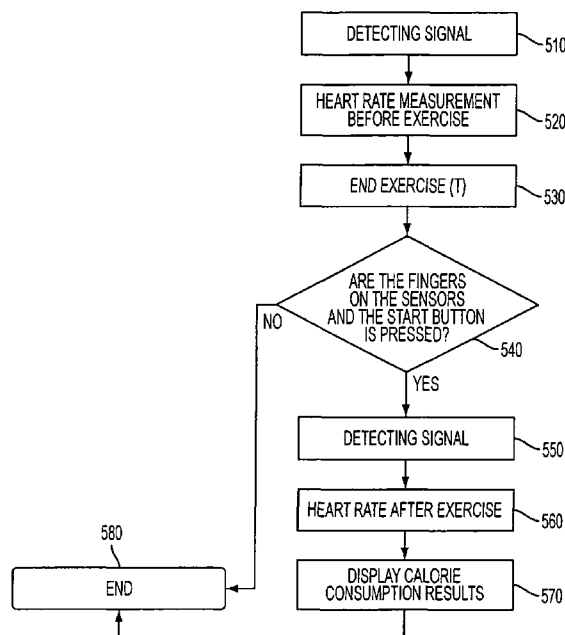 DETECTING SIGNAL
510
HEART RATE MEASUREMENT
BEFORE EXERCISE
520
END EXERCISE (T)
530
ARE THE FINGERS
ON THE SENSORS
AND THE START BUTTON
IS PRESSED?
540
NO
YES
DETECTING SIGNAL
550
HEART RATE AFTER EXERCISE
560
DISPLAY CALORIE
CONSUMPTION RESULTS
570
580
END